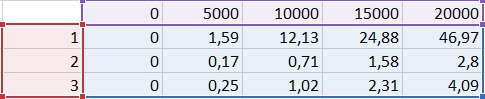 0 5000 10000 15000 20000
1 0 1,59 12,13 24,88 46,97
2 0 0,17 0,71 1,58 2,8
3 0 0,25 1,02 2,31 4,09